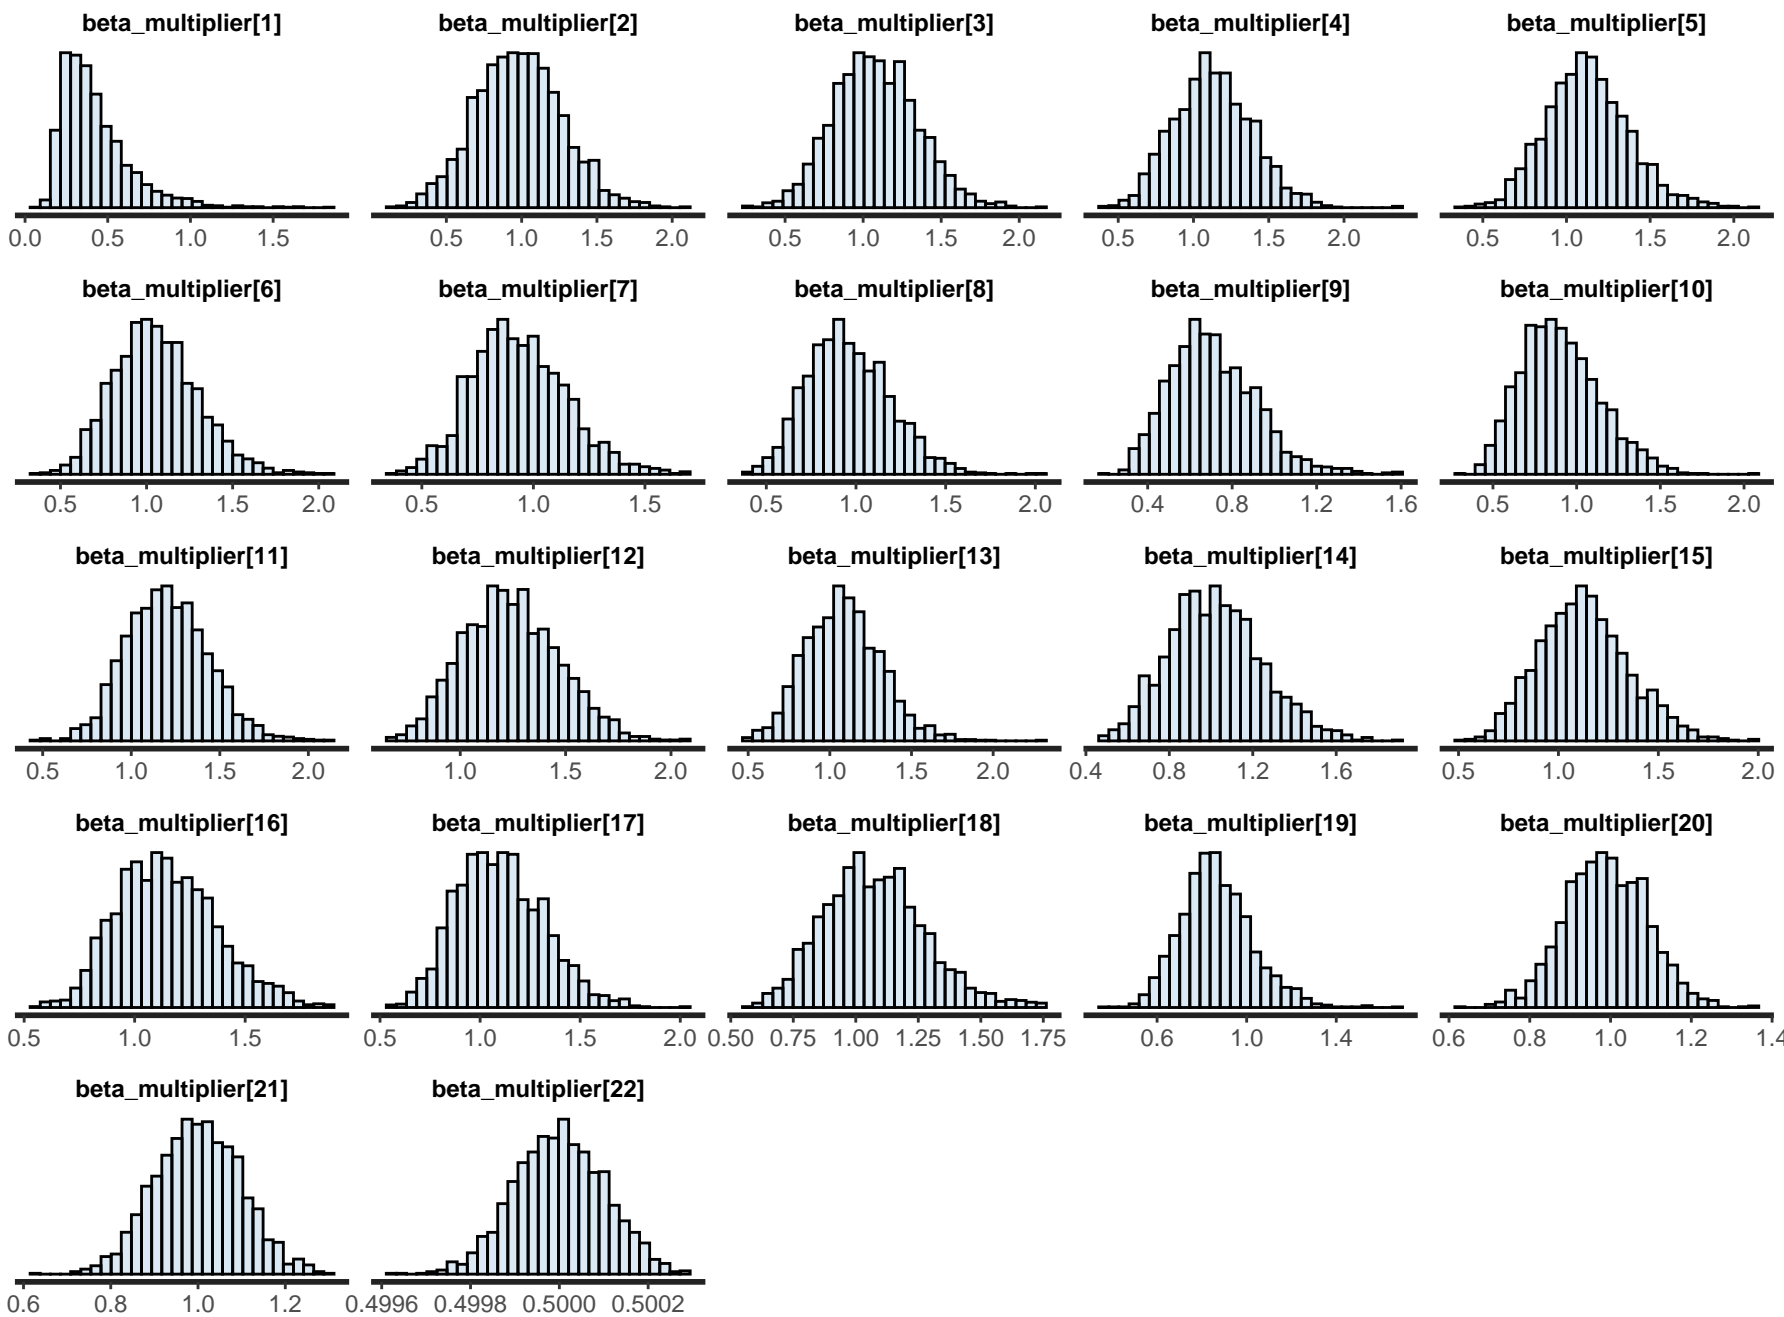 beta_multiplier[1] beta_multiplier[2] beta_multiplier[3] beta_multiplier[4] beta_multiplier[5]
0.0 0.5 1.0 1.5 0.5 1.0 1.5 2.0 0.5 1.0 1.5 2.0 0.5 1.0 1.5 2.0 0.5 1.0 1.5 2.0
beta_multiplier[6] beta_multiplier[7] beta_multiplier[8] beta_multiplier[9] beta_multiplier[10]
0.5 1.0 1.5 2.0 0.5 1.0 1.5 0.5 1.0 1.5 2.0 0.4 0.8 1.2 1.6 0.5 1.0 1.5 2.0
beta_multiplier[11] beta_multiplier[12] beta_multiplier[13] beta_multiplier[14] beta_multiplier[15]
0.5 1.0 1.5 2.0 1.0 1.5 2.0 0.5 1.0 1.5 2.0 0.4 0.8 1.2 1.6 0.5 1.0 1.5 2.0
beta_multiplier[16] beta_multiplier[17] beta_multiplier[18] beta_multiplier[19] beta_multiplier[20]
0.5 1.0 1.5 0.5 1.0 1.5 2.0 0.50 0.75 1.00 1.25 1.50 1.75 0.6 1.0 1.4 0.6 0.8 1.0 1.2 1.4
beta_multiplier[21] beta_multiplier[22]
0.6 0.8 1.0 1.2 0.4996 0.4998 0.5000 0.5002